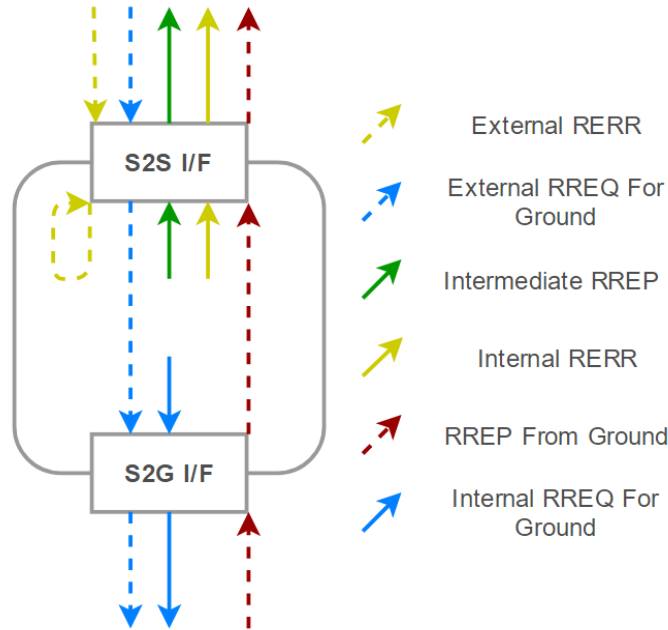 S2S I/F
S2G I/F
External RERR
External RREQ For
Ground
Intermediate RREP
Internal RERR
RREP From Ground
Internal RREQ For
Ground